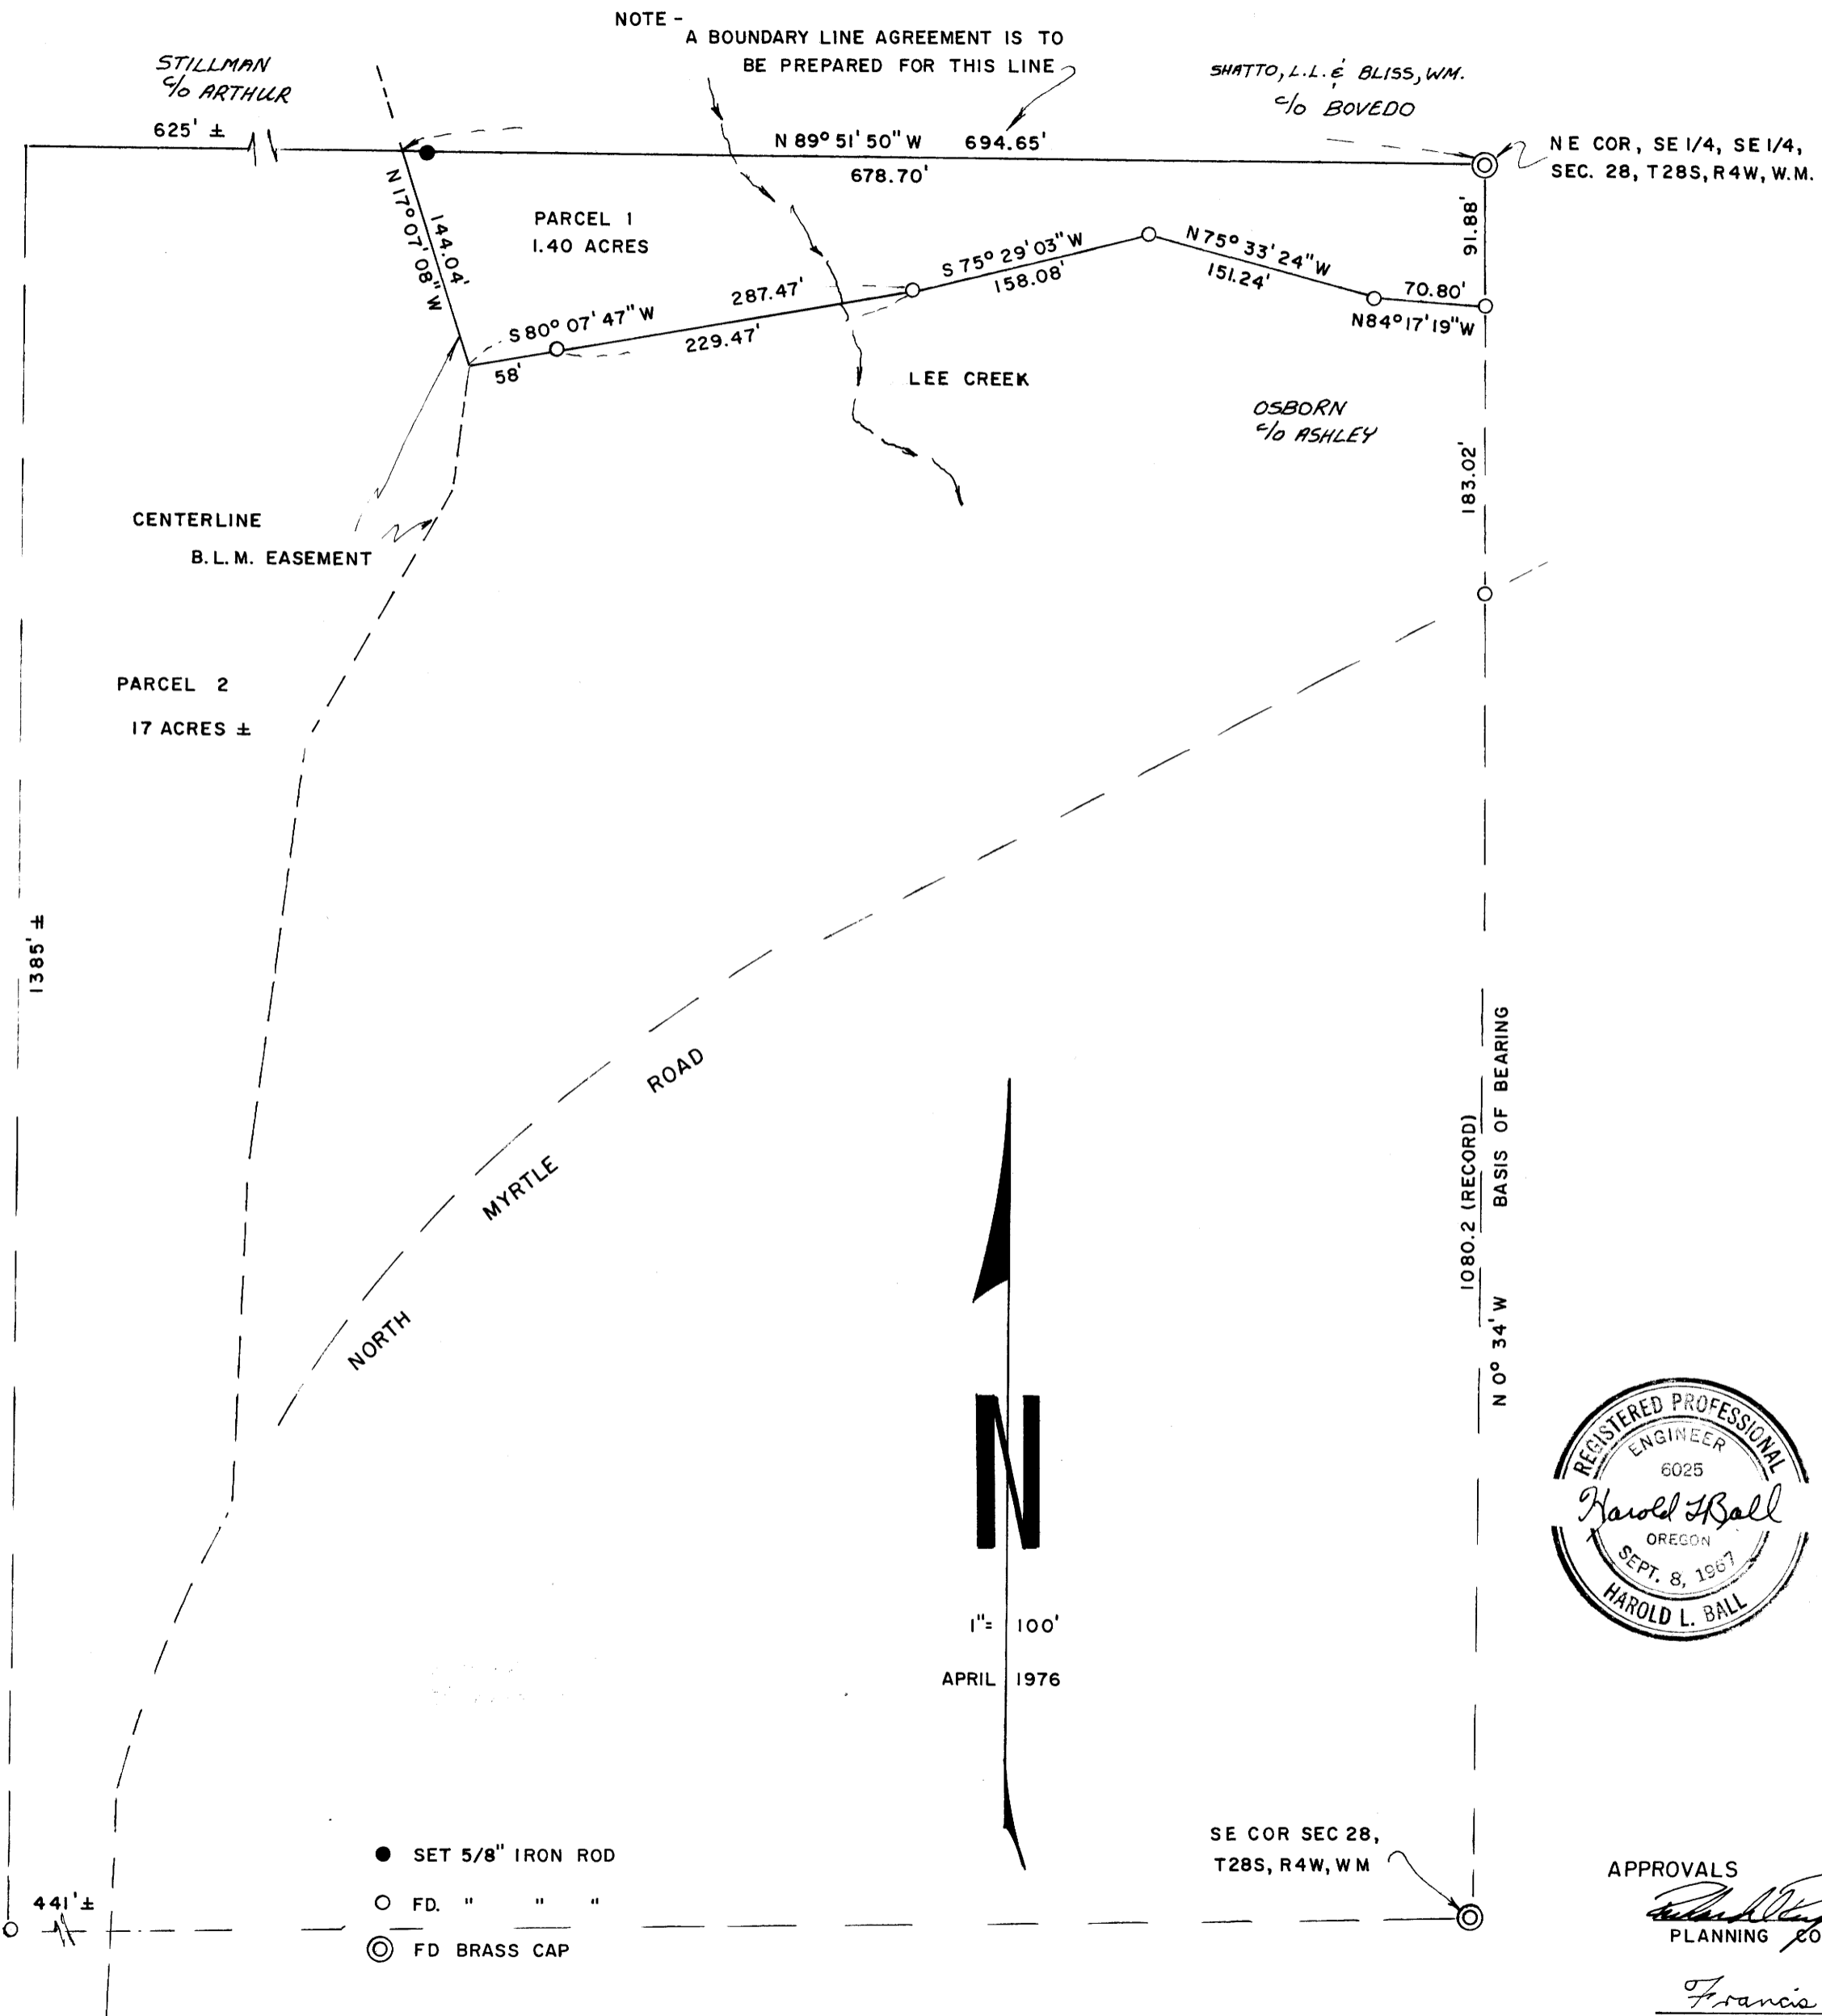 NOTE -
A BOUNDARY LINE AGREEMENT IS TO
BE PREPARED FOR THIS LINE
STILLMAN
c/o ARTHUR
SHATTO, L.L. & BLISS, WM.
c/o BOVEDO
625' ±
N 89° 51' 50" W 694.65'
678.70'
N E COR, SE 1/4, SE 1/4,
SEC. 28, T28S, R4W, W.M.
N 17° 07' 08" W
144.04'
PARCEL 1
1.40 ACRES
91.88'
S 75° 29' 03" W
158.08'
N 75° 33' 24" W
151.24'
70.80'
N84° 17' 19" W
287.47'
S 80° 07' 47" W
229.47'
58'
LEE CREEK
OSBORN
c/o ASHLEY
183.02'
CENTERLINE
B. L. M. EASEMENT
PARCEL 2
17 ACRES ±
1385' ±
NORTH MYRTLE ROAD
1080.2 (RECORD)
N 0° 34' W BASIS OF BEARING
N
1"= 100'
APRIL 1976
REGISTERED PROFESSIONAL
ENGINEER
6025
Harold L Ball
OREGON
SEPT. 8, 1967
HAROLD L. BALL
SET 5/8" IRON ROD
FD. " " "
FD BRASS CAP
441' ±
SE COR SEC 28,
T28S, R4W, WM
APPROVALS
PLANNING CO
Francis